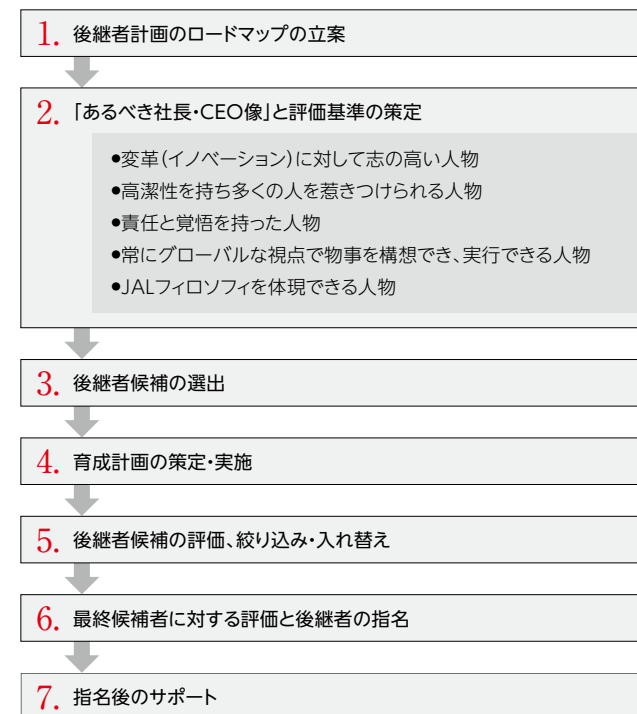 1. 後継者計画のロードマップの立案
2. 「あるべき社長・CEO像」と評価基準の策定
●変革(イノベーション)に対して志の高い人物
●高潔性を持ち多くの人を惹きつけられる人物
●責任と覚悟を持った人物
●常にグローバルな視点で物事を構想でき、実行できる人物
●JALフィロソフィを体現できる人物
3. 後継者候補の選出
4. 育成計画の策定・実施
5. 後継者候補の評価、絞り込み・入れ替え
6. 最終候補者に対する評価と後継者の指名
7. 指名後のサポート